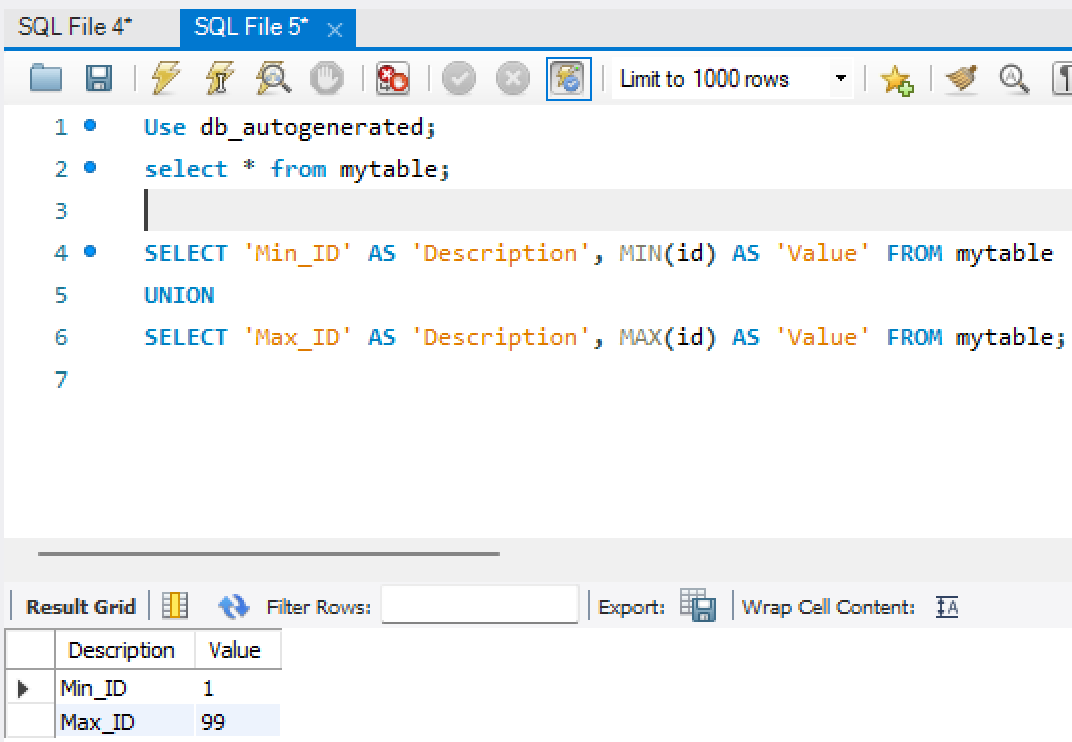 SQL File 4*
SQL File 5*
Limit to 1000 rows
1 Use db_autogenerated;
2 select * from mytable;
3
4 SELECT 'Min_ID' AS 'Description', MIN(id) AS 'Value' FROM mytable
5 UNION
6 SELECT 'Max_ID' AS 'Description', MAX(id) AS 'Value' FROM mytable;
7
Result Grid Filter Rows: Export: Wrap Cell Content: IA
Description Value
Min_ID 1
Max_ID 99